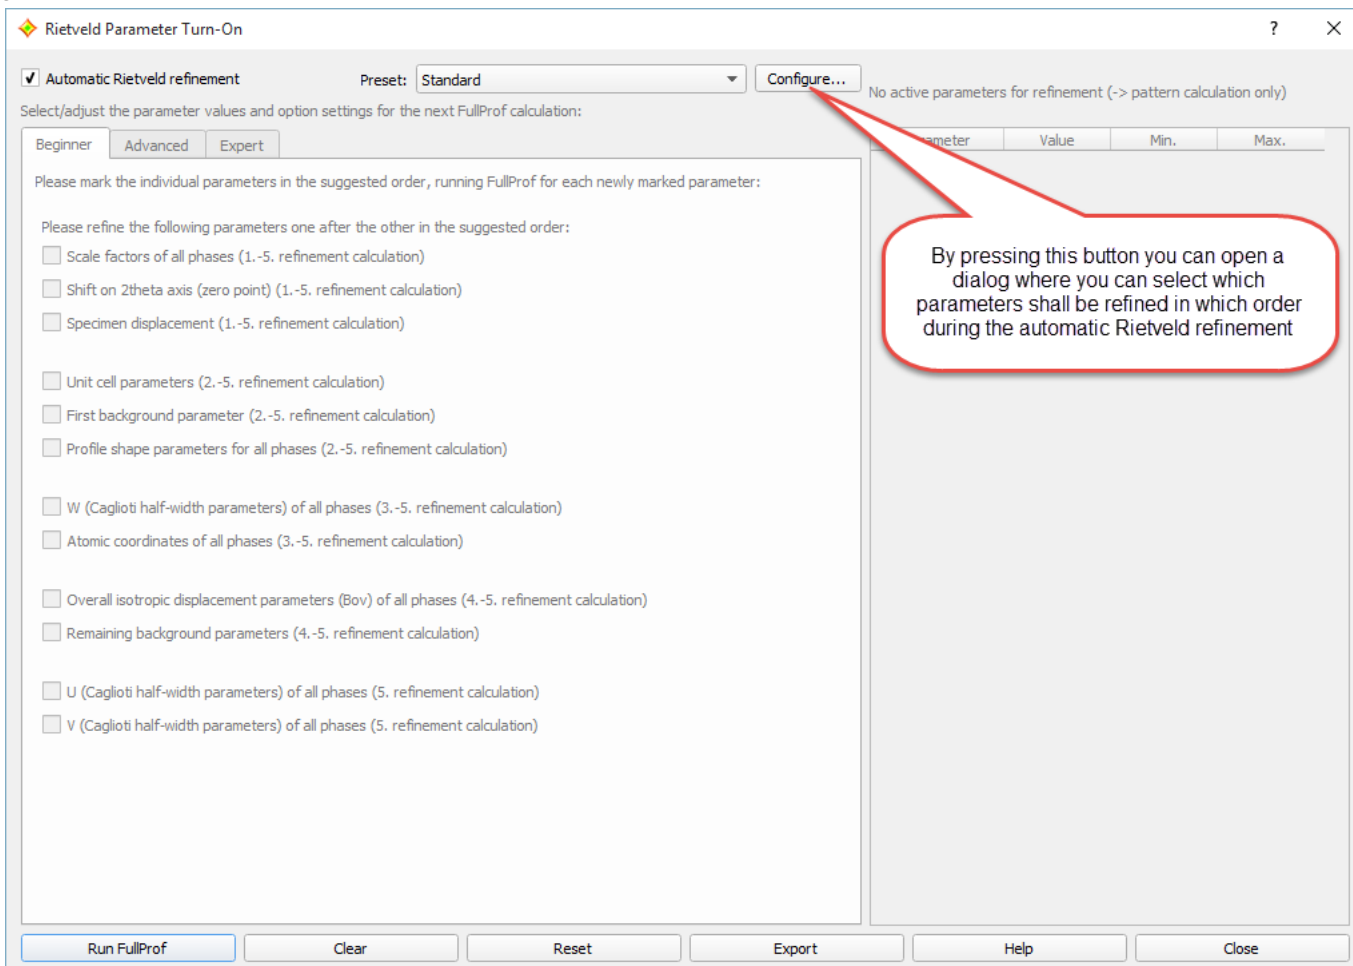 Rietveld Parameter Turn-On
?
Automatic Rietveld refinement
Preset: Standard
Configure...
No active parameters for refinement (-> pattern calculation only)
Select/adjust the parameter values and option settings for the next FullProf calculation:
Beginner Advanced Expert
ameter Value Min. Max.
Please mark the individual parameters in the suggested order, running FullProf for each newly marked parameter:
Please refine the following parameters one after the other in the suggested order:
Scale factors of all phases (1.-5. refinement calculation)
Shift on 2theta axis (zero point) (1.-5. refinement calculation)
Specimen displacement (1.-5. refinement calculation)
By pressing this button you can open a
dialog where you can select which
parameters shall be refined in which order
during the automatic Rietveld refinement
Unit cell parameters (2.-5. refinement calculation)
First background parameter (2.-5. refinement calculation)
Profile shape parameters for all phases (2.-5. refinement calculation)
W (Caglioti half-width parameters) of all phases (3.-5. refinement calculation)
Atomic coordinates of all phases (3.-5. refinement calculation)
Overall isotropic displacement parameters (Bov) of all phases (4.-5. refinement calculation)
Remaining background parameters (4.-5. refinement calculation)
U (Caglioti half-width parameters) of all phases (5. refinement calculation)
V (Caglioti half-width parameters) of all phases (5. refinement calculation)
Run FullProf Clear Reset Export Help Close